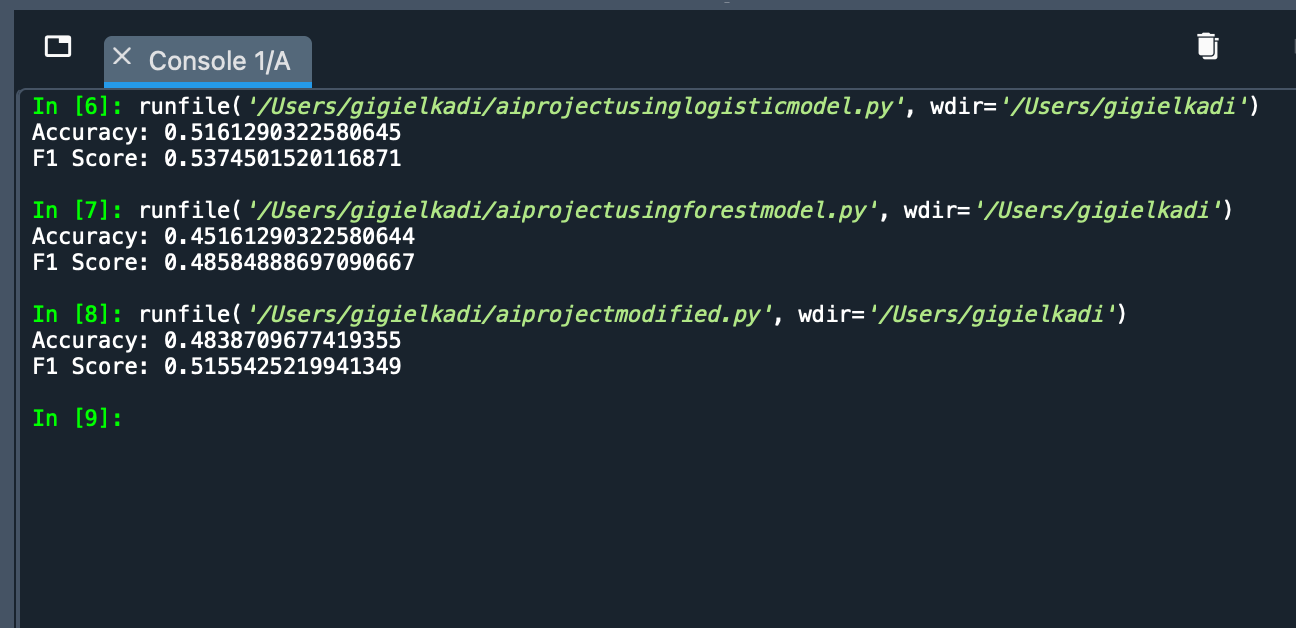 Console 1/A
In [6]: runfile('/Users/gigielkadi/aiprojectusinglogisticmodel.py', wdir='/Users/gigielkadi')
Accuracy: 0.5161290322580645
F1 Score: 0.5374501520116871
In [7]: runfile('/Users/gigielkadi/aiprojectusingforestmodel.py', wdir='/Users/gigielkadi')
Accuracy: 0.45161290322580644
F1 Score: 0.48584888697090667
In [8]: runfile('/Users/gigielkadi/aiprojectmodified.py', wdir='/Users/gigielkadi')
Accuracy: 0.4838709677419355
F1 Score: 0.5155425219941349
In [9]: